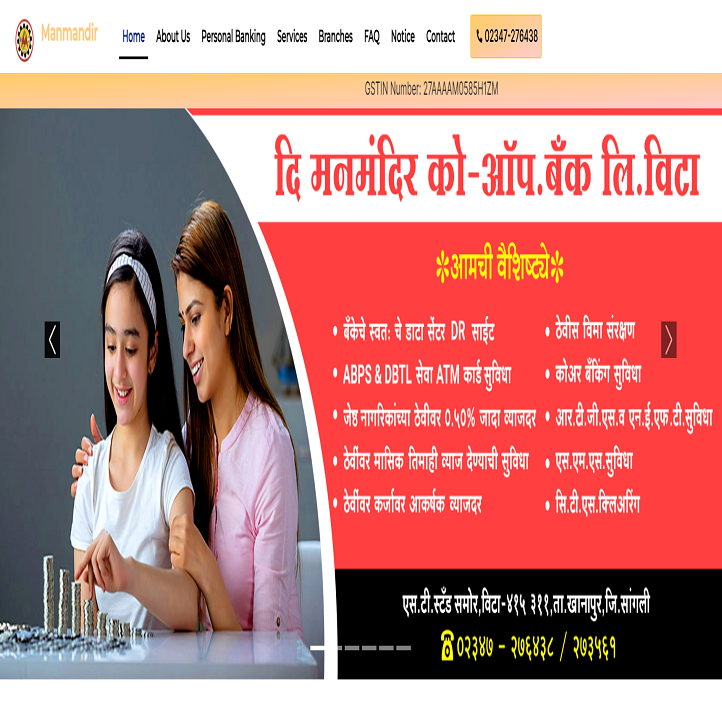 Manmandir
Home About Us Personal Banking Services Branches FAQ Notice Contact 02347-276438
GSTIN Number: 27AAAAM0585H1ZM
दि मनमंदिर को-ऑप.बँक लि.विटा
आमची वैशिष्ट्ये
• बँकेचे स्वतः चे डाटा सेंटर DR साईट
• ABPS & DBTL सेवा ATM कार्ड सुविधा
• जेष्ठ नागरिकांच्या ठेवीवर 0.५0% जादा व्याजदर
• ठेवींवर मासिक तिमाही व्याज देण्याची सुविधा
• ठेवींवर कर्जावर आकर्षक व्याजदर
• ठेवीस विमा संरक्षण
• कोअर बँकिंग सुविधा
• आर.टी.जी.एस.व एन.ई.एफ.टी.सुविधा
• एस.एम.एस.सुविधा
• सि.टी.एस.क्लिअरिंग
एस.टी.स्टँड समोर,विटा-४१५ ३११,ता.खानापुर,जि.सांगली
०२३४७ - २७६४३८ / २७३५६१